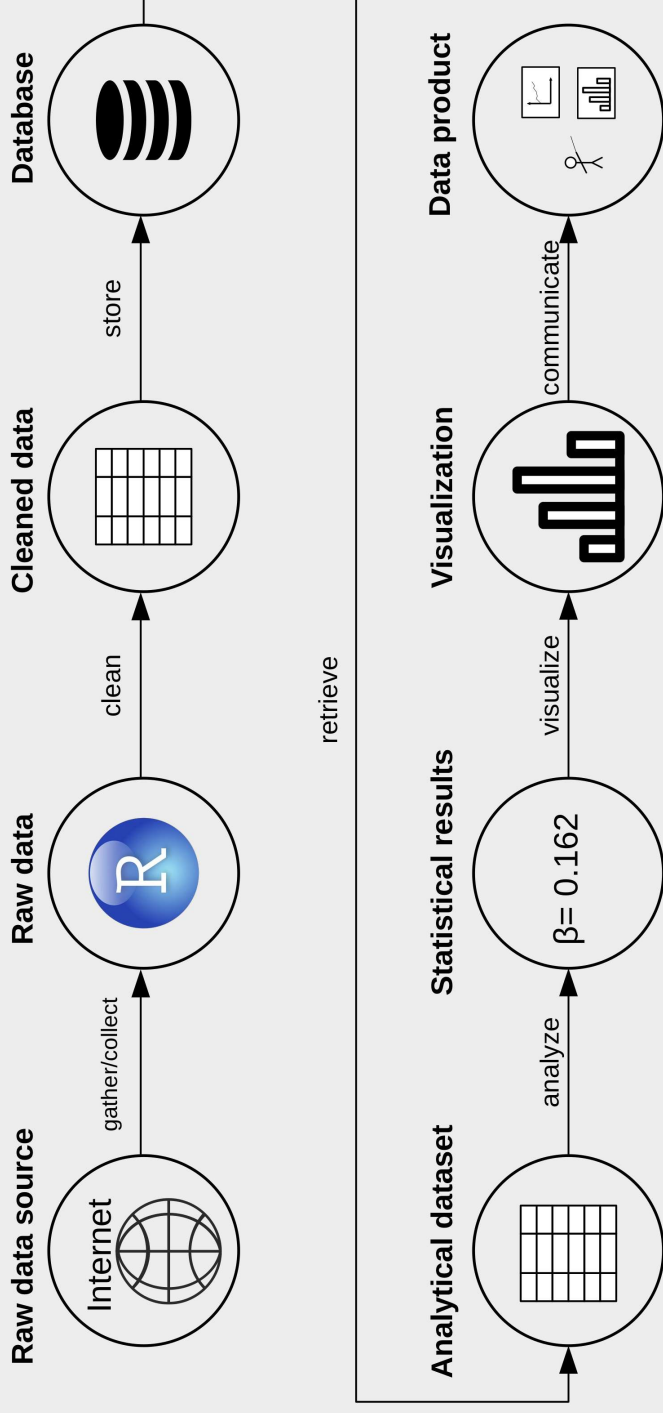 Raw data source
Raw data
Cleaned data
Database
Internet
gather/collect
R
clean
store
retrieve
Analytical dataset
Statistical results
Visualization
Data product
analyze
β= 0.162
visualize
communicate